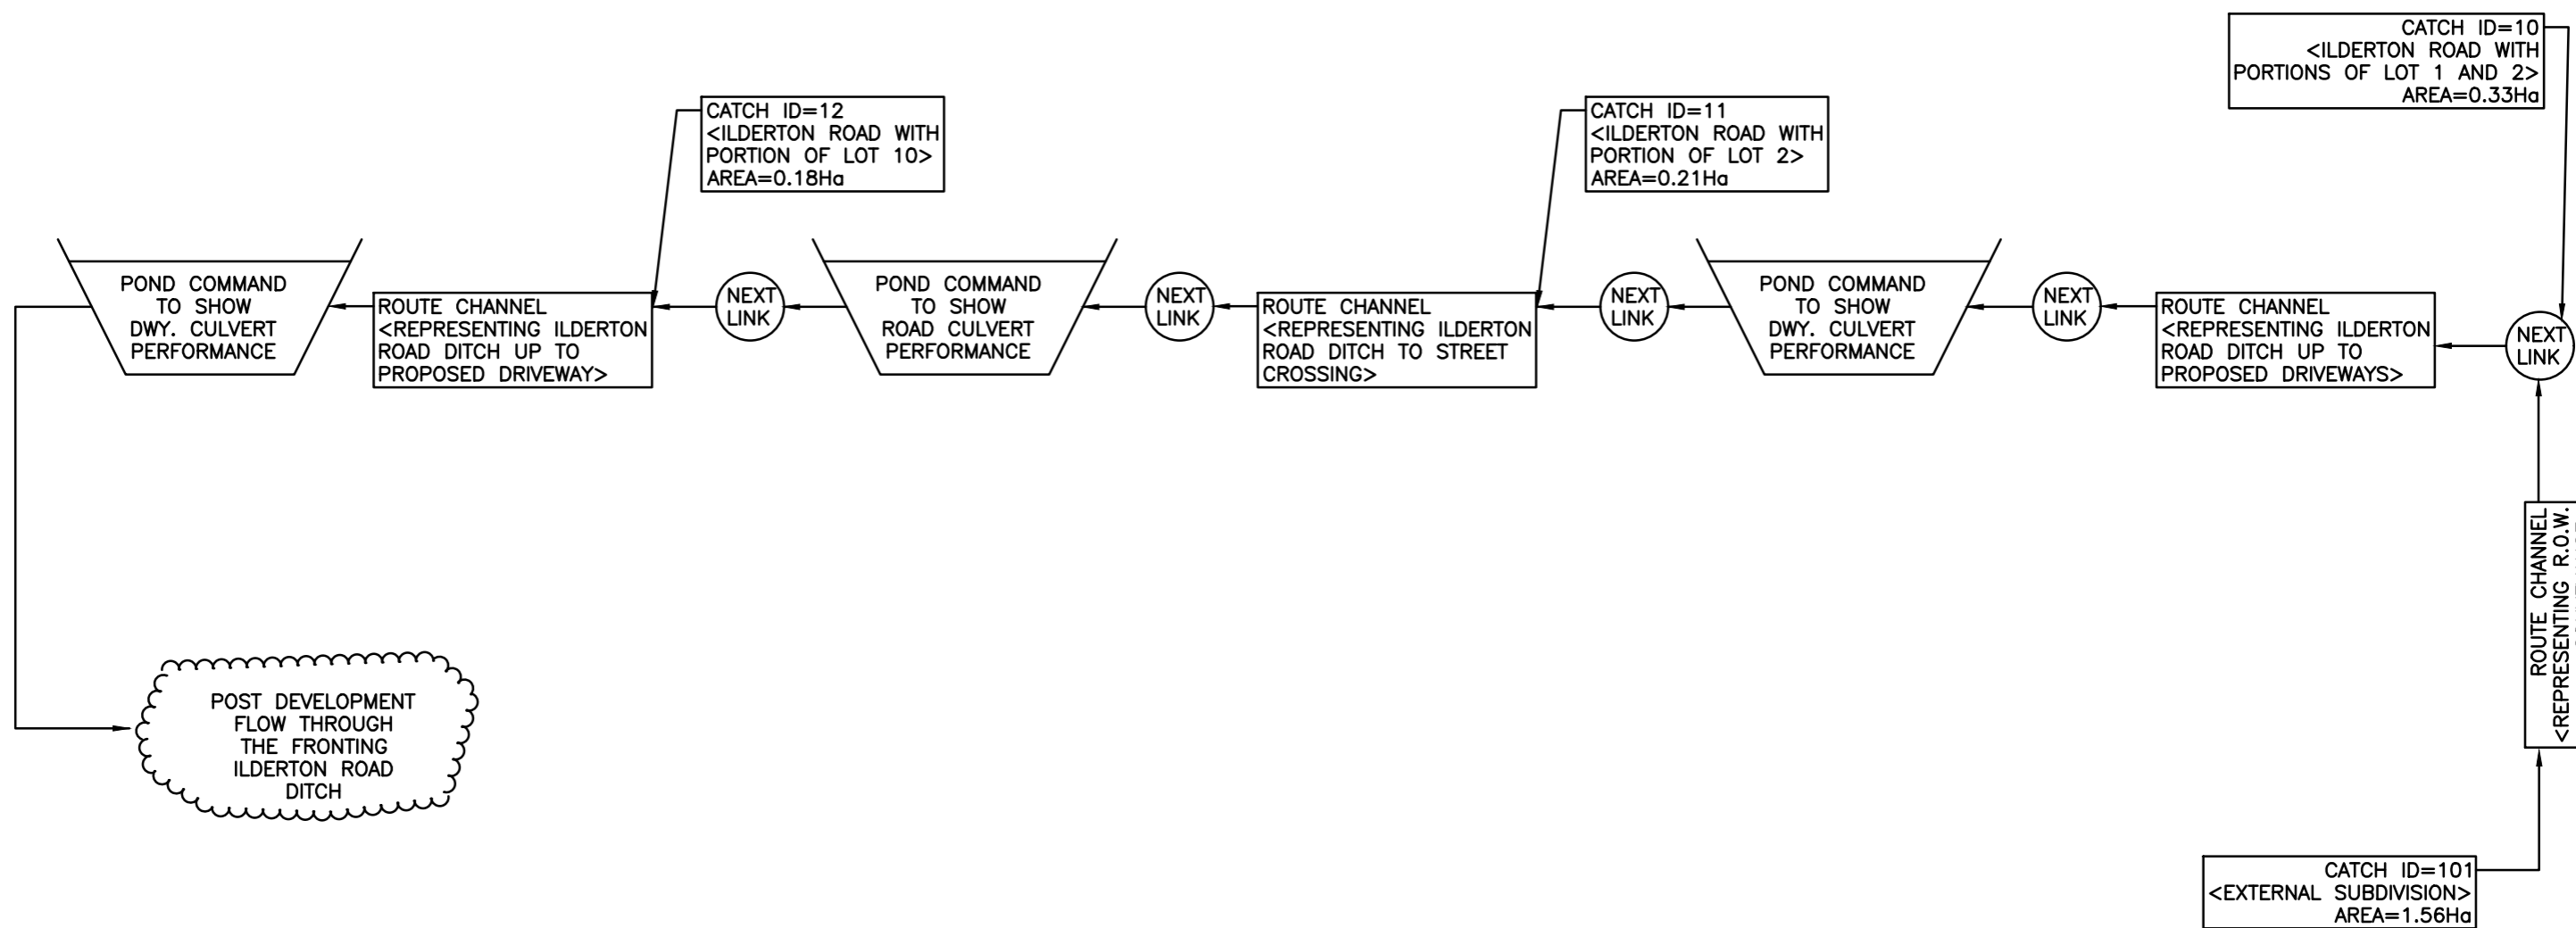 CATCH ID=10
<ILDERTON ROAD WITH
PORTIONS OF LOT 1 AND 2>
AREA=0.33Ha
CATCH ID=12
<ILDERTON ROAD WITH
PORTION OF LOT 10>
AREA=0.18Ha
CATCH ID=11
<ILDERTON ROAD WITH
PORTION OF LOT 2>
AREA=0.21Ha
POND COMMAND
TO SHOW
DWY. CULVERT
PERFORMANCE
ROUTE CHANNEL
<REPRESENTING ILDERTON
ROAD DITCH UP TO
PROPOSED DRIVEWAY>
NEXT
LINK
POND COMMAND
TO SHOW
ROAD CULVERT
PERFORMANCE
NEXT
LINK
ROUTE CHANNEL
<REPRESENTING ILDERTON
ROAD DITCH TO STREET
CROSSING>
NEXT
LINK
POND COMMAND
TO SHOW
DWY. CULVERT
PERFORMANCE
NEXT
LINK
ROUTE CHANNEL
<REPRESENTING ILDERTON
ROAD DITCH UP TO
PROPOSED DRIVEWAYS>
NEXT
LINK
ROUTE CHANNEL
<REPRESENTING R.O.W.
POST DEVELOPMENT
FLOW THROUGH
THE FRONTING
ILDERTON ROAD
DITCH
CATCH ID=101
<EXTERNAL SUBDIVISION>
AREA=1.56Ha